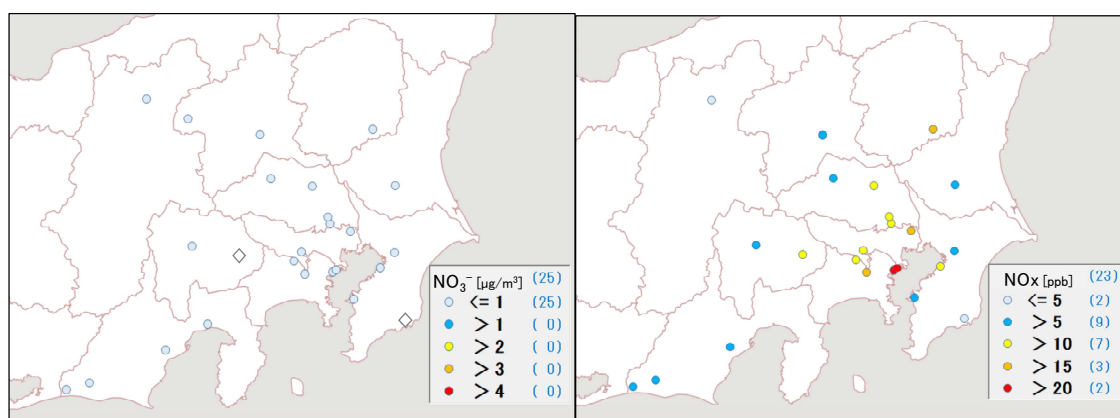 NO₃⁻ [μg/m³] (25)
<= 1 (25)
> 1 ( 0)
> 2 ( 0)
> 3 ( 0)
> 4 ( 0)
NOx [ppb] (23)
<= 5 (2)
> 5 (9)
> 10 (7)
> 15 (3)
> 20 (2)